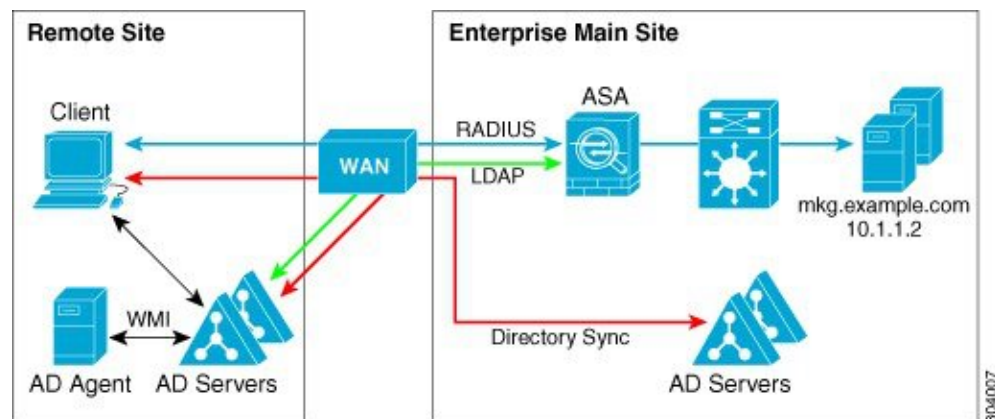 Remote Site
Enterprise Main Site
Client
ASA
RADIUS
WAN
LDAP
mkg.example.com
10.1.1.2
WMI
Directory Sync
AD Agent
AD Servers
AD Servers
304007